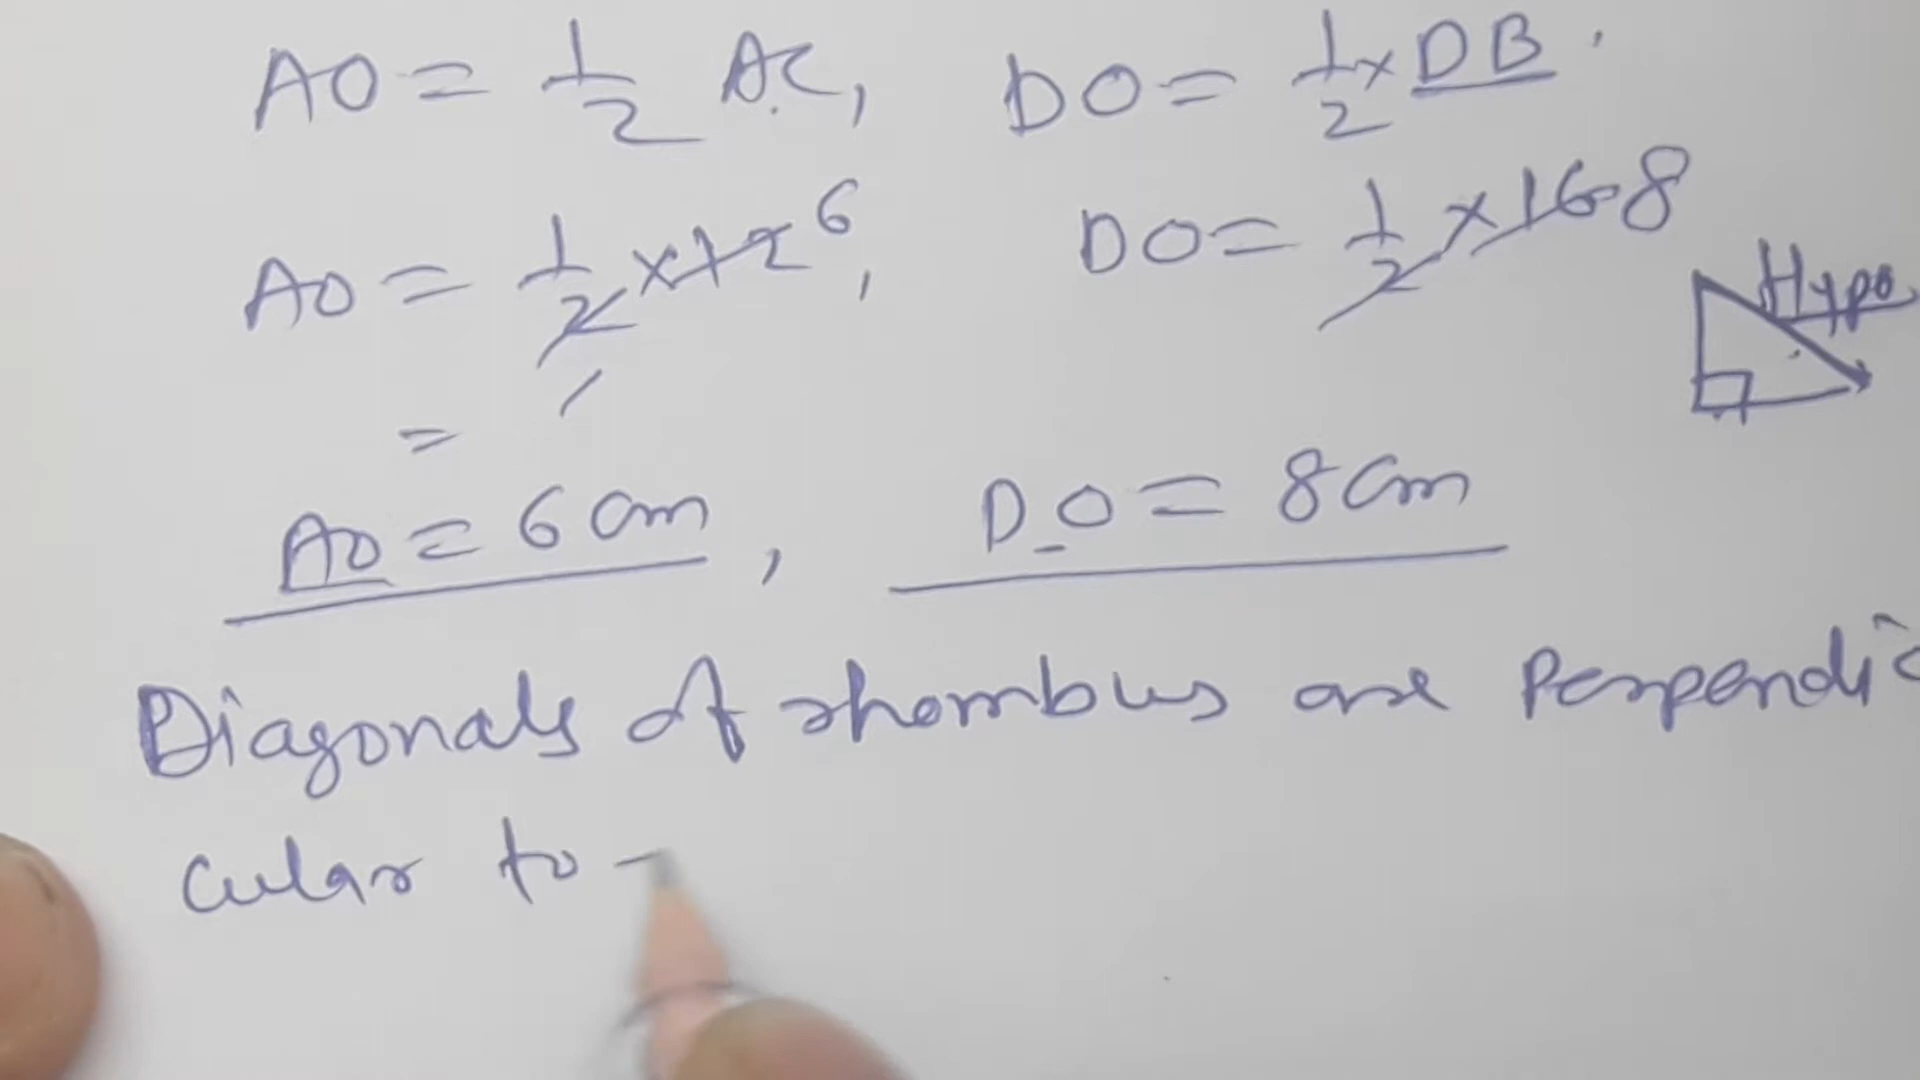 AO = 1/2 AC, DO = 1/2 × DB.
AO = 1/2 × 12 6, DO = 1/2 × 16 8
Hypo
=
AO = 6 cm, DO = 8 cm
Diagonals of rhombus are Perpendic
cular to